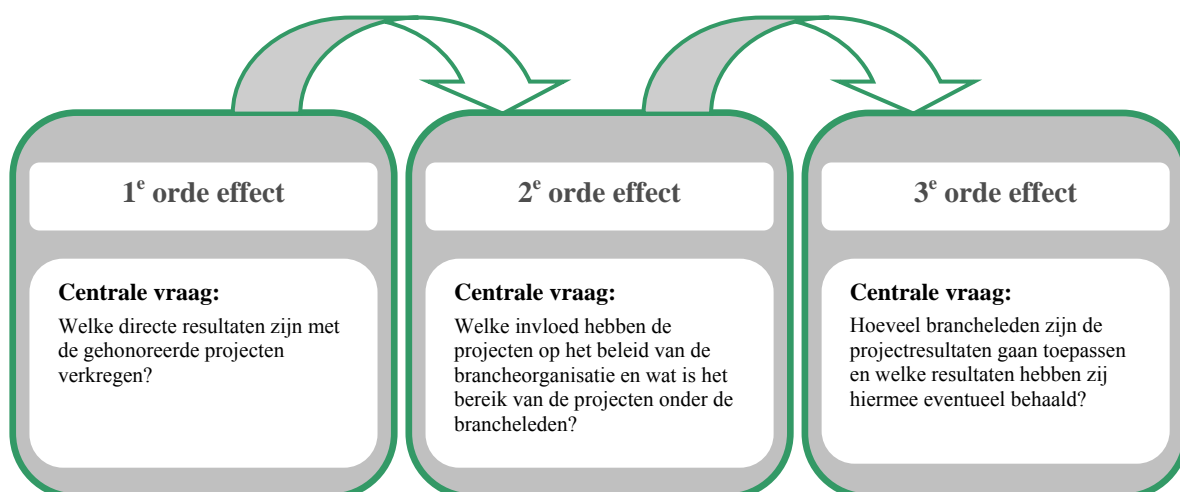 1e orde effect
Centrale vraag:
Welke directe resultaten zijn met
de gehonoreerde projecten
verkregen?
2e orde effect
Centrale vraag:
Welke invloed hebben de
projecten op het beleid van de
brancheorganisatie en wat is het
bereik van de projecten onder de
brancheleden?
3e orde effect
Centrale vraag:
Hoeveel brancheleden zijn de
projectresultaten gaan toepassen
en welke resultaten hebben zij
hiermee eventueel behaald?